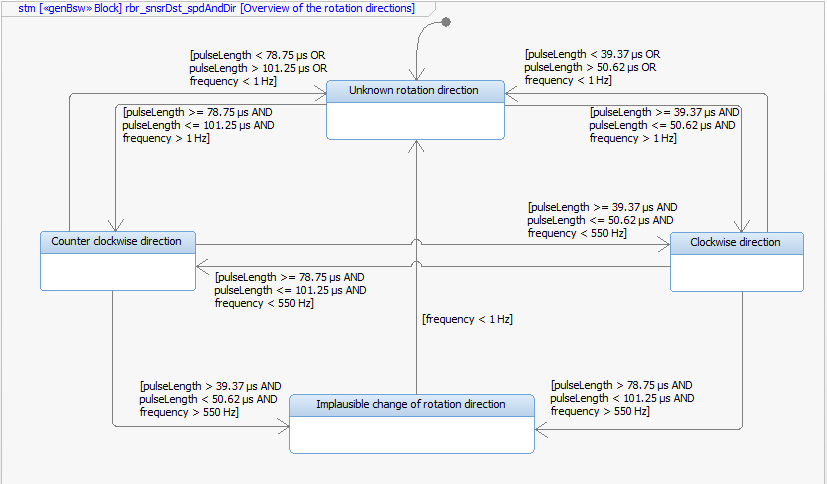 stm [«genBsw» Block] rbr_snsrDst_spdAndDir [Overview of the rotation directions]
[pulseLength < 78.75 µs OR
pulseLength > 101.25 µs OR
frequency < 1 Hz]
[pulseLength < 39.37 µs OR
pulseLength > 50.62 µs OR
frequency < 1 Hz]
Unknown rotation direction
[pulseLength >= 78.75 µs AND
pulseLength <= 101.25 µs AND
frequency > 1 Hz]
[pulseLength >= 39.37 µs AND
pulseLength <= 50.62 µs AND
frequency > 1 Hz]
[pulseLength >= 39.37 µs AND
pulseLength <= 50.62 µs AND
frequency < 550 Hz]
Counter clockwise direction
Clockwise direction
[pulseLength >= 78.75 µs AND
pulseLength <= 101.25 µs AND
frequency < 550 Hz]
[frequency < 1 Hz]
[pulseLength > 39.37 µs AND
pulseLength < 50.62 µs AND
frequency > 550 Hz]
[pulseLength > 78.75 µs AND
pulseLength < 101.25 µs AND
frequency > 550 Hz]
Implausible change of rotation direction